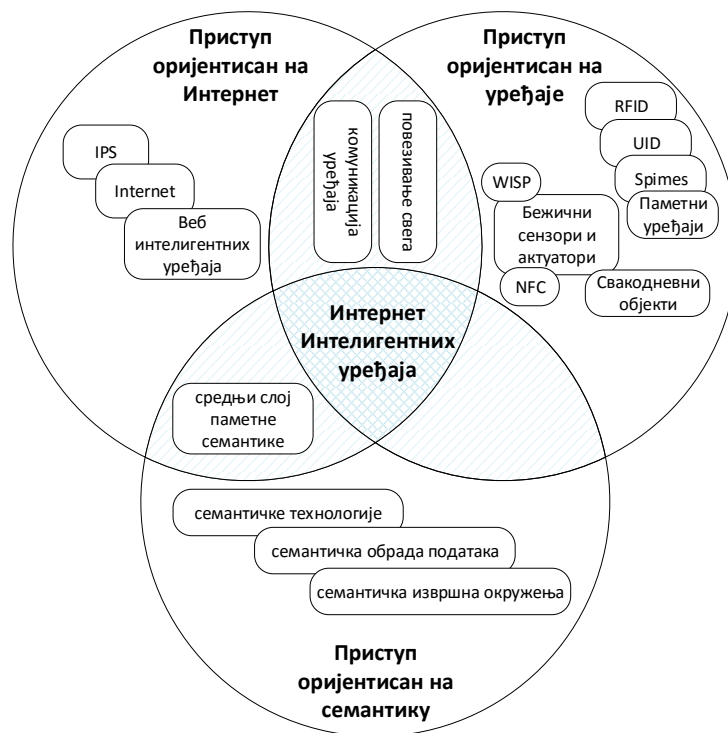 Приступ
оријентисан на
Интернет
IPS
Internet
Веб
интелигентних
уређаја
комуникација
уређаја
повезивање свега
Приступ
оријентисан на
уређаје
RFID
UID
Spimes
Паметни
уређаји
WISP
Бежични
сензори и
актуатори
NFC
Свакодневни
објекти
Интернет
Интелигентних
уређаја
средњи слој
паметне
семантике
семантичке технологије
семантичка обрада података
семантичка извршна окружења
Приступ
оријентисан на
семантику